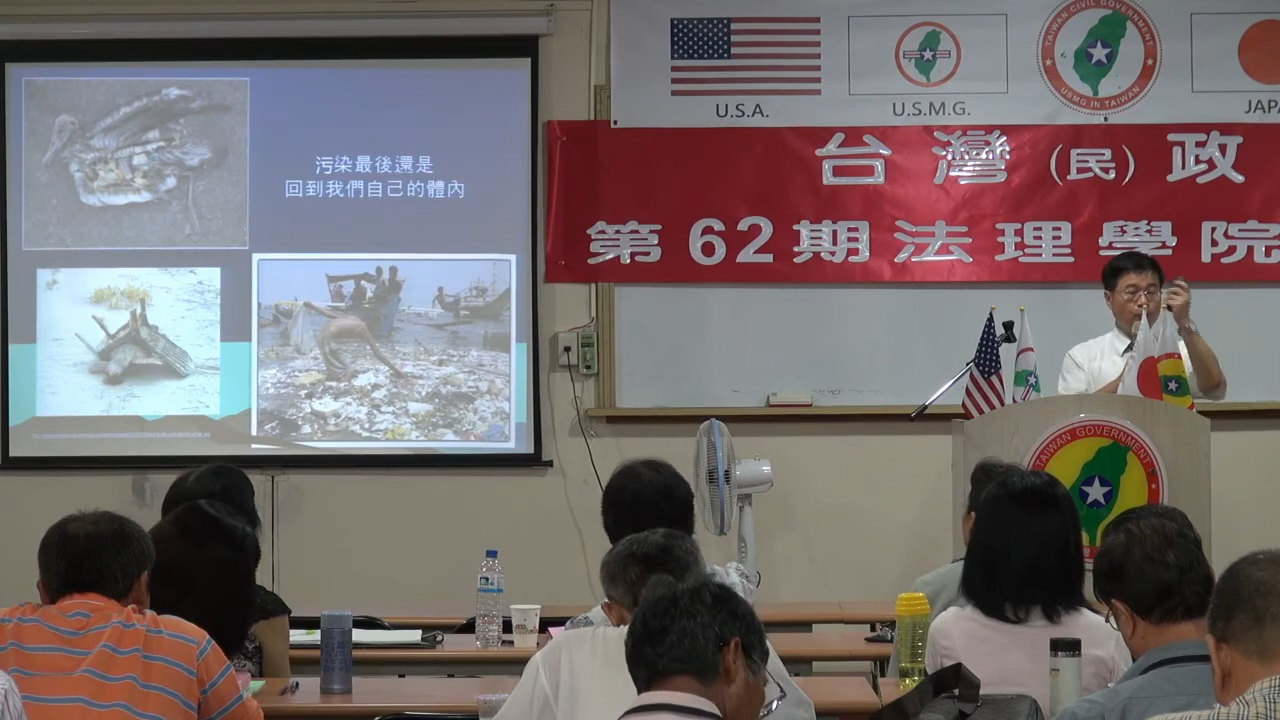 污染最後還是
回到我們自己的體內
U.S.A.
U.S.M.G.
TAIWAN CIVIL GOVERNMENT
USMG IN TAIWAN
JAPA
台灣(民)政
第62期法理學院
TAIWAN GOVERNMENT